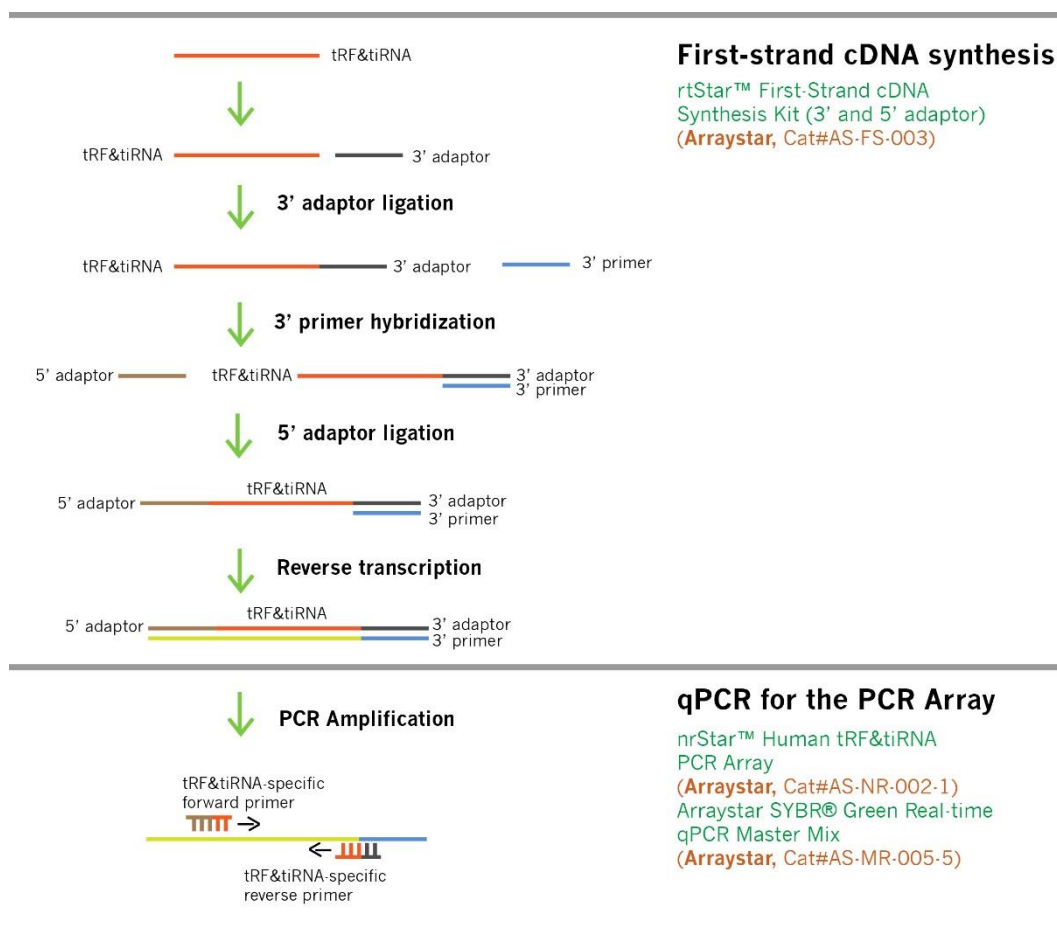 tRF&tiRNA
First-strand cDNA synthesis
rtStar™ First-Strand cDNA
Synthesis Kit (3’ and 5’ adaptor)
(Arraystar, Cat#AS-FS-003)
tRF&tiRNA
3’ adaptor
3’ adaptor ligation
tRF&tiRNA
3’ adaptor
3’ primer
3’ primer hybridization
5’ adaptor
tRF&tiRNA
3’ adaptor
3’ primer
5’ adaptor ligation
tRF&tiRNA
5’ adaptor
3’ adaptor
3’ primer
Reverse transcription
tRF&tiRNA
5’ adaptor
3’ adaptor
3’ primer
PCR Amplification
qPCR for the PCR Array
nrStar™ Human tRF&tiRNA
PCR Array
(Arraystar, Cat#AS-NR-002-1)
Arraystar SYBR® Green Real-time
qPCR Master Mix
(Arraystar, Cat#AS-MR-005-5)
tRF&tiRNA-specific
forward primer
tRF&tiRNA-specific
reverse primer